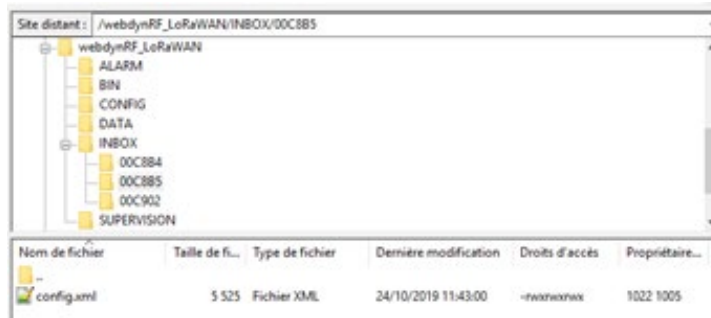 Site distant : /webdynRF_LoRaWAN/INBOX/00C8B5
webdynRF_LoRaWAN
ALARM
BIN
CONFIG
DATA
INBOX
00C8B4
00C8B5
00C902
SUPERVISION
Nom de fichier Taille de fi... Type de fichier Dernière modification Droits d'accès Propriétaire...
..
config.xml 5 525 Fichier XML 24/10/2019 11:43:00 -rwxrwxrwx 1022 1005